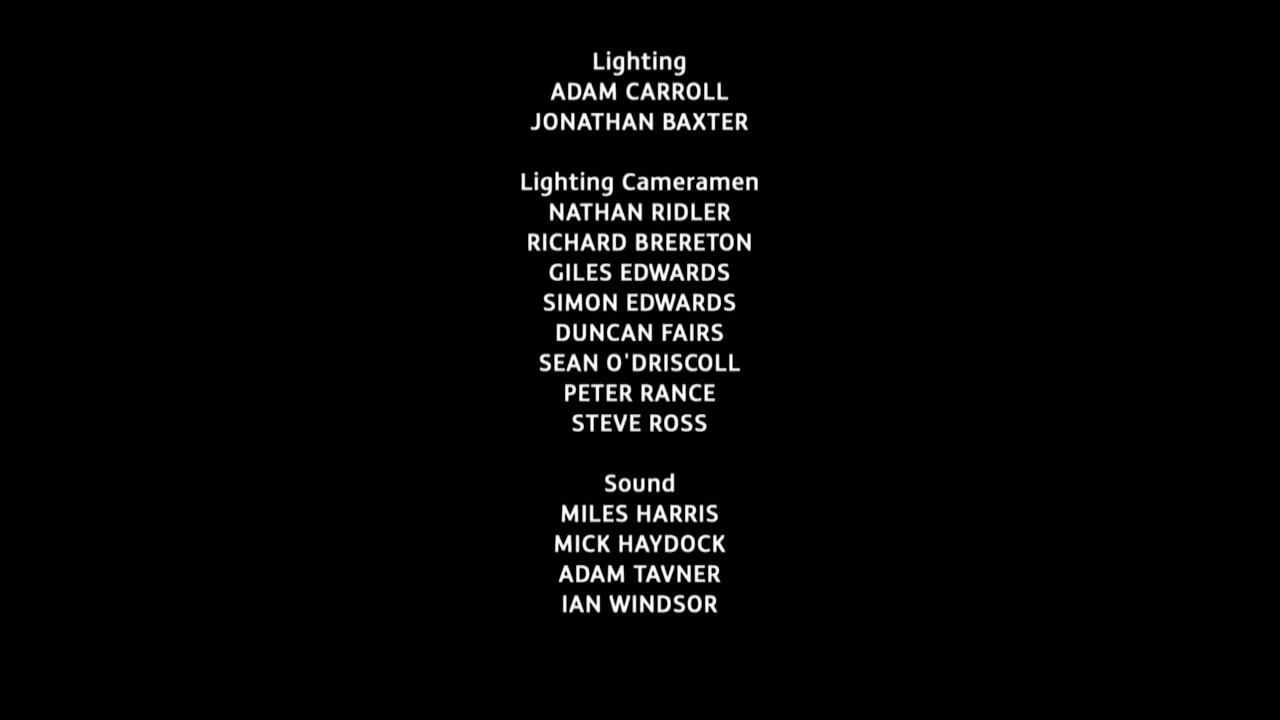 Lighting
ADAM CARROLL
JONATHAN BAXTER
Lighting Cameramen
NATHAN RIDLER
RICHARD BRERETON
GILES EDWARDS
SIMON EDWARDS
DUNCAN FAIRS
SEAN O'DRISCOLL
PETER RANCE
STEVE ROSS
Sound
MILES HARRIS
MICK HAYDOCK
ADAM TAVNER
IAN WINDSOR